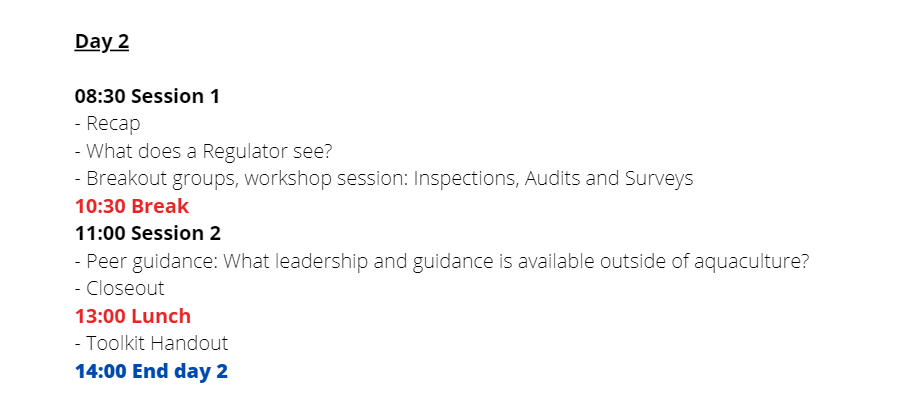 Day 2
08:30 Session 1
- Recap
- What does a Regulator see?
- Breakout groups, workshop session: Inspections, Audits and Surveys
10:30 Break
11:00 Session 2
- Peer guidance: What leadership and guidance is available outside of aquaculture?
- Closeout
13:00 Lunch
- Toolkit Handout
14:00 End day 2